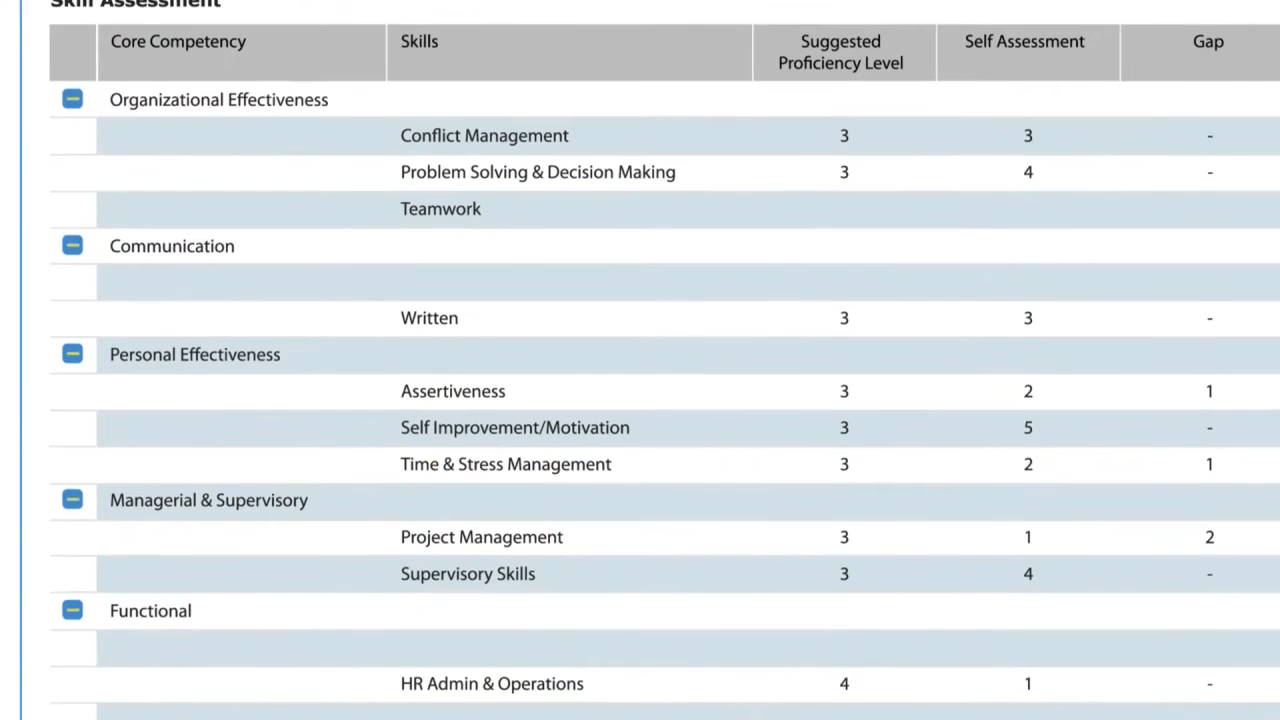 Skill Assessment
Core Competency Skills Suggested Proficiency Level Self Assessment Gap
Organizational Effectiveness
Conflict Management 3 3 -
Problem Solving & Decision Making 3 4 -
Teamwork
Communication
Written 3 3 -
Personal Effectiveness
Assertiveness 3 2 1
Self Improvement/Motivation 3 5 -
Time & Stress Management 3 2 1
Managerial & Supervisory
Project Management 3 1 2
Supervisory Skills 3 4 -
Functional
HR Admin & Operations 4 1 -